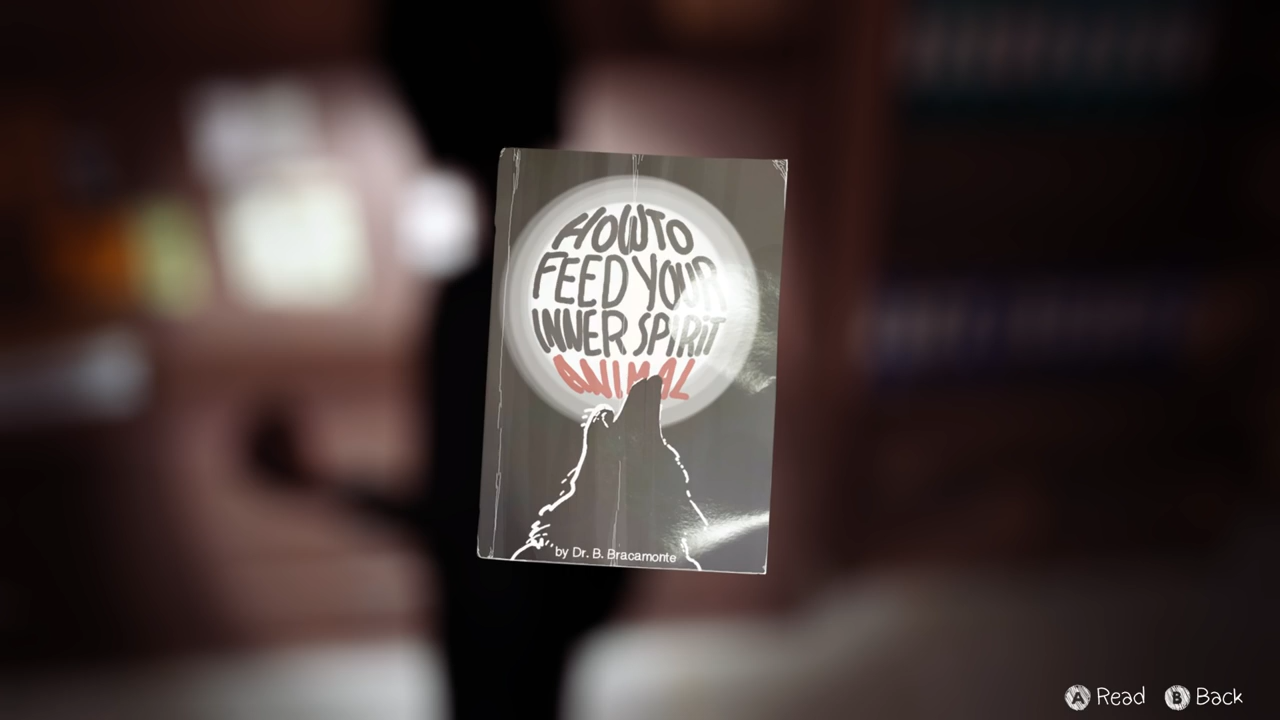 HOW TO
FEED YOUR
INNER SPIRIT
ANIMAL
by Dr. B. Bracamonte
A Read B Back